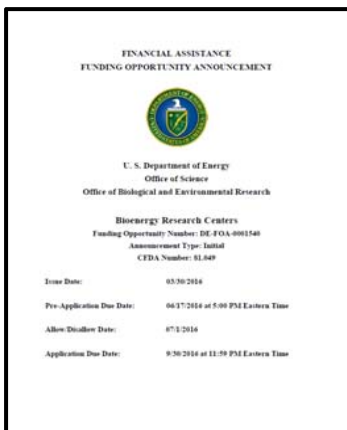 FINANCIAL ASSISTANCE
FUNDING OPPORTUNITY ANNOUNCEMENT
U. S. Department of Energy
Office of Science
Office of Biological and Environmental Research
Bioenergy Research Centers
Funding Opportunity Number: DE-FOA-0001540
Announcement Type: Initial
CFDA Number: 81.049
Issue Date: 03/30/2016
Pre-Application Due Date: 06/17/2016 at 5:00 PM Eastern Time
Allow/Disallow Date: 07/1/2016
Application Due Date: 9/30/2016 at 11:59 PM Eastern Time